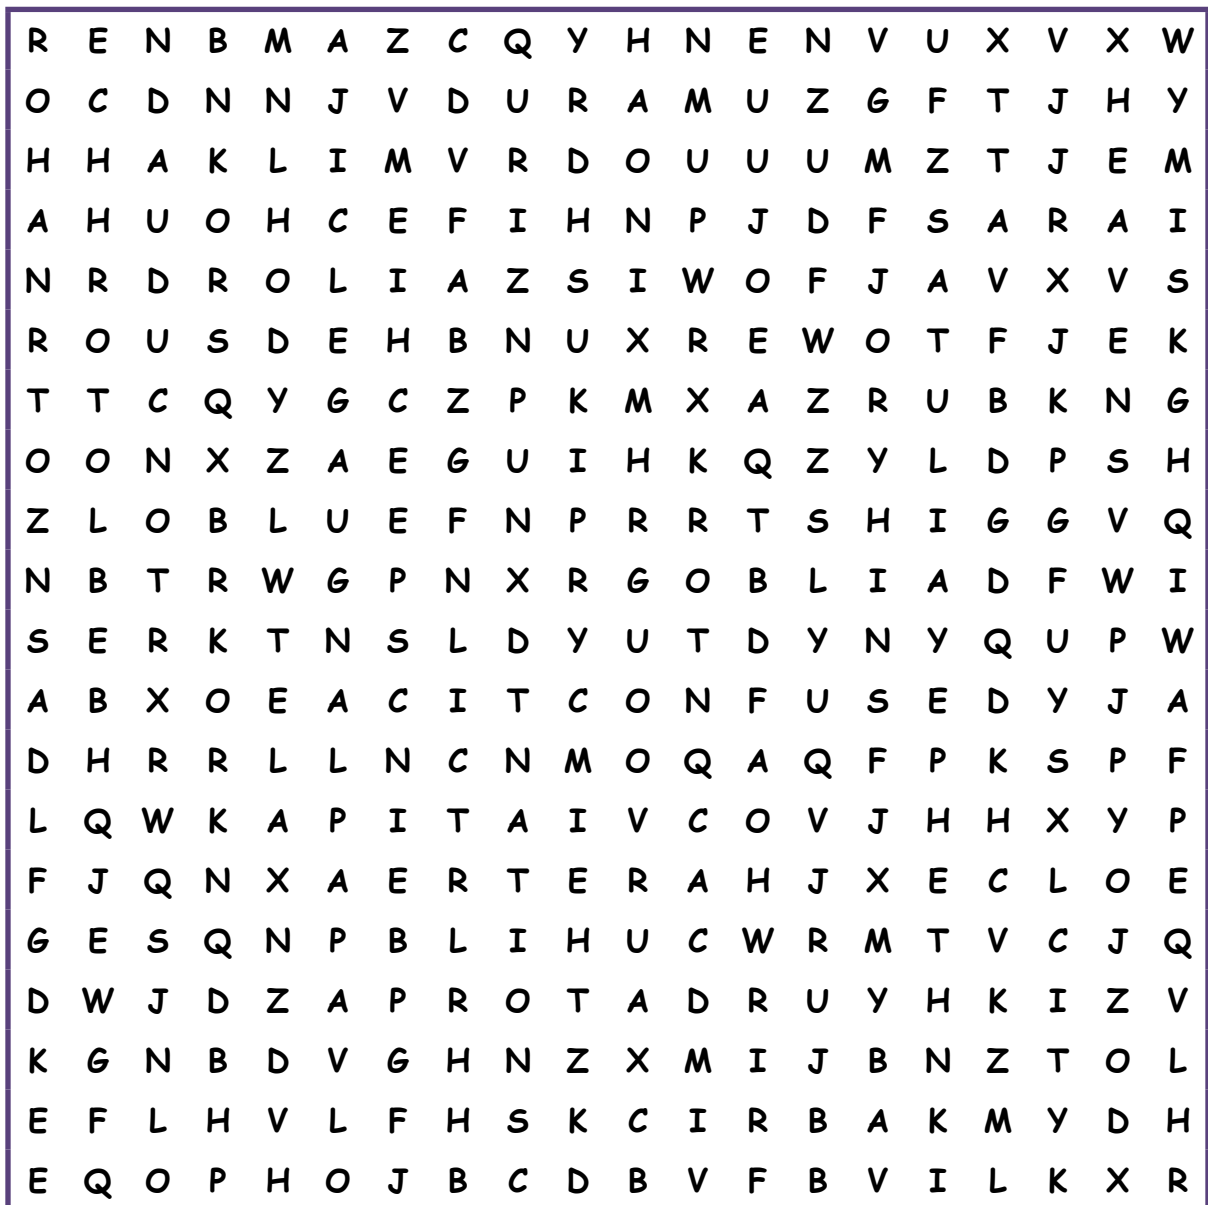 R E N B M A Z C Q Y H N E N V U X V X W
O C D N N J V D U R A M U Z G F T J H Y
H H A K L I M V R D O U U U M Z T J E M
A H U O H C E F I H N P J D F S A R A I
N R D R O L I A Z S I W O F J A V X V S
R O U S D E H B N U X R E W O T F J E K
T T C Q Y G C Z P K M X A Z R U B K N G
O O N X Z A E G U I H K Q Z Y L D P S H
Z L O B L U E F N P R R T S H I G G V Q
N B T R W G P N X R G O B L I A D F W I
S E R K T N S L D Y U T D Y N Y Q U P W
A B X O E A C I T C O N F U S E D Y J A
D H R R L L N C N M O Q A Q F P K S P F
L Q W K A P I T A I V C O V J H H X Y P
F J Q N X A E R T E R A H J X E C L O E
G E S Q N P B L I H U C W R M T V C J Q
D W J D Z A P R O T A D R U Y H K I Z V
K G N B D V G H N Z X M I J B N Z T O L
E F L H V L F H S K C I R B A K M Y D H
E Q O P H O J B C D B V F B V I L K X R